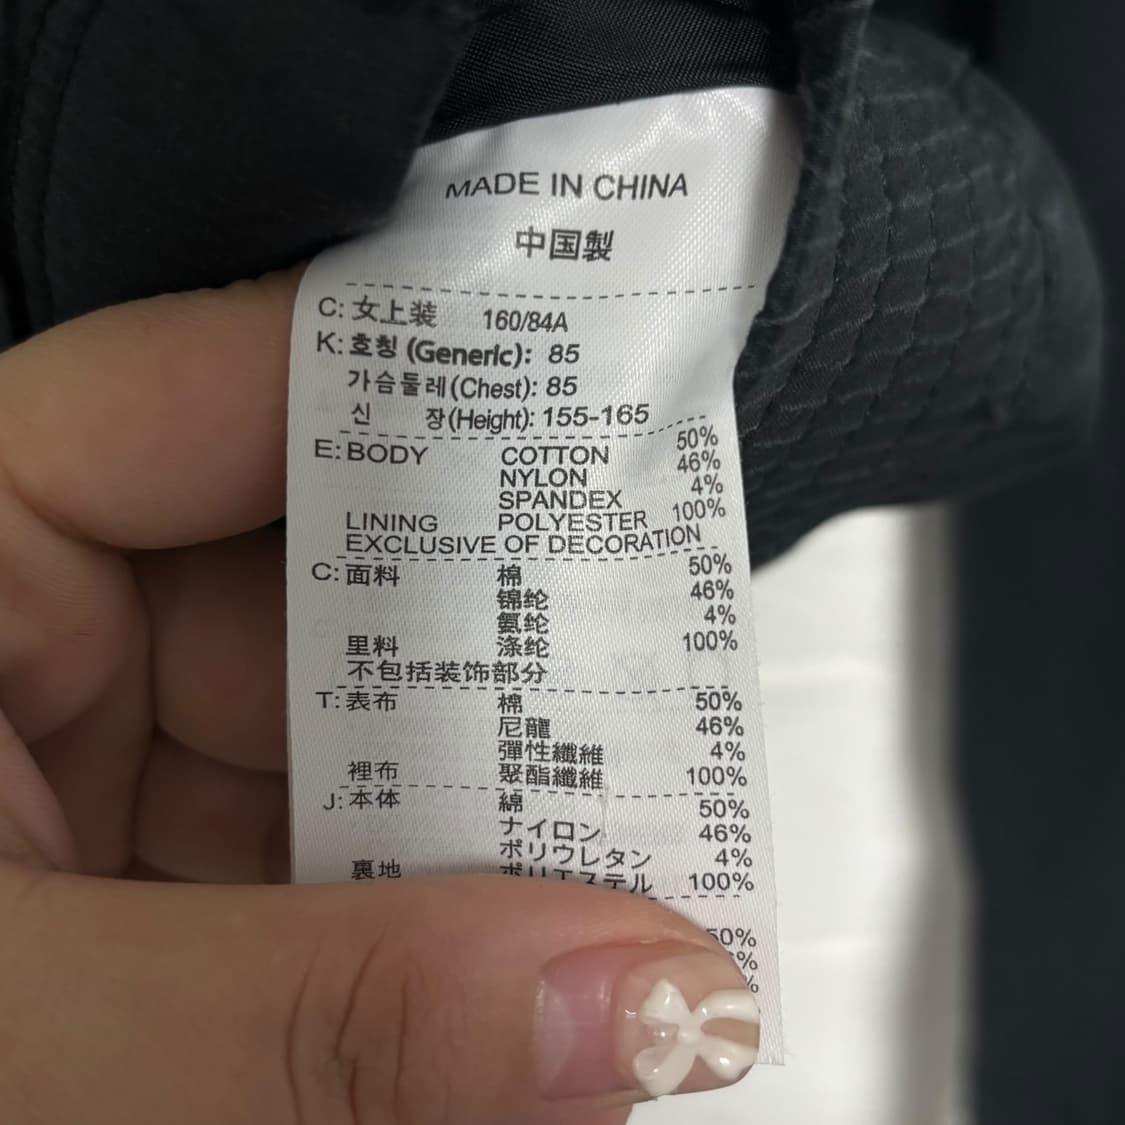 MADE IN CHINA
中国製
C: 女上装 160/84A
K: 호칭 (Generic): 85
가슴둘레 (Chest): 85
신 장 (Height): 155-165
E: BODY COTTON 50%
NYLON 46%
SPANDEX 4%
LINING POLYESTER 100%
EXCLUSIVE OF DECORATION
C: 面料 棉 50%
锦纶 46%
氨纶 4%
里料 涤纶 100%
不包括装饰部分
T: 表布 棉 50%
尼龍 46%
彈性纖維 4%
裡布 聚酯纖維 100%
J: 本体 綿 50%
ナイロン 46%
ポリウレタン 4%
裏地 ポリエステル 100%
50%
%
%